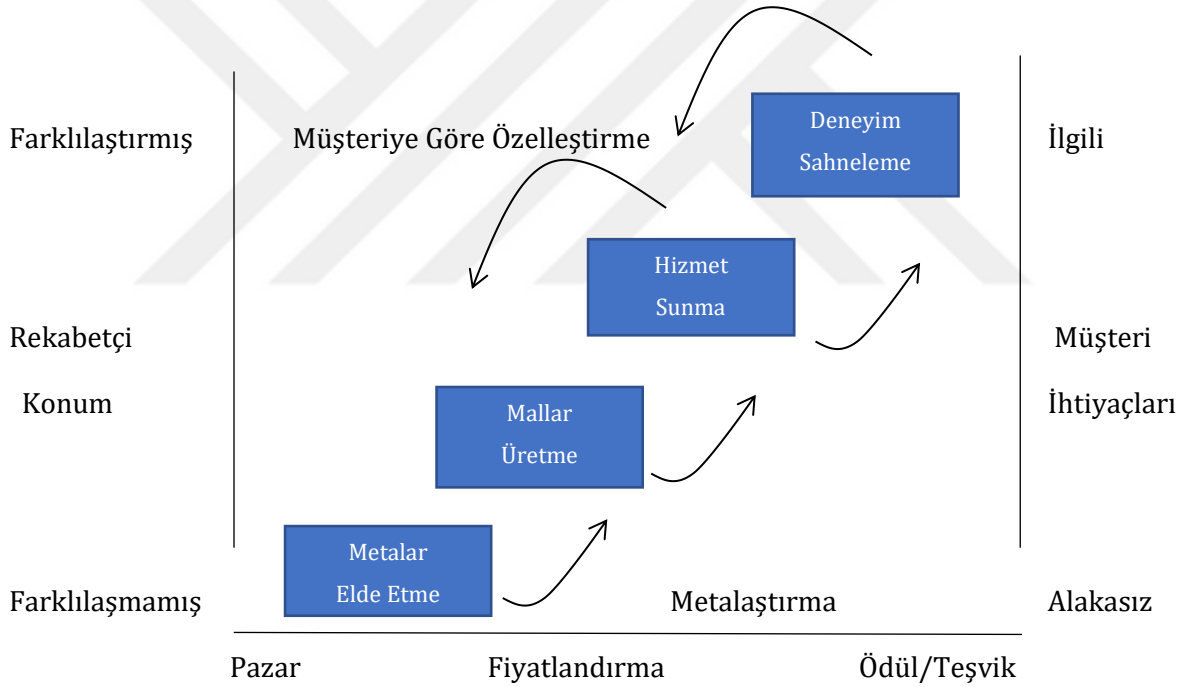 Deneyim
Sahneleme
Farklılaştırmış
Müşteriye Göre Özelleştirme
İlgili
Hizmet
Sunma
Rekabetçi
Konum
Müşteri
İhtiyaçları
Mallar
Üretme
Metalar
Elde Etme
Farklılaşmamış
Metalaştırma
Alakasız
Pazar
Fiyatlandırma
Ödül/Teşvik